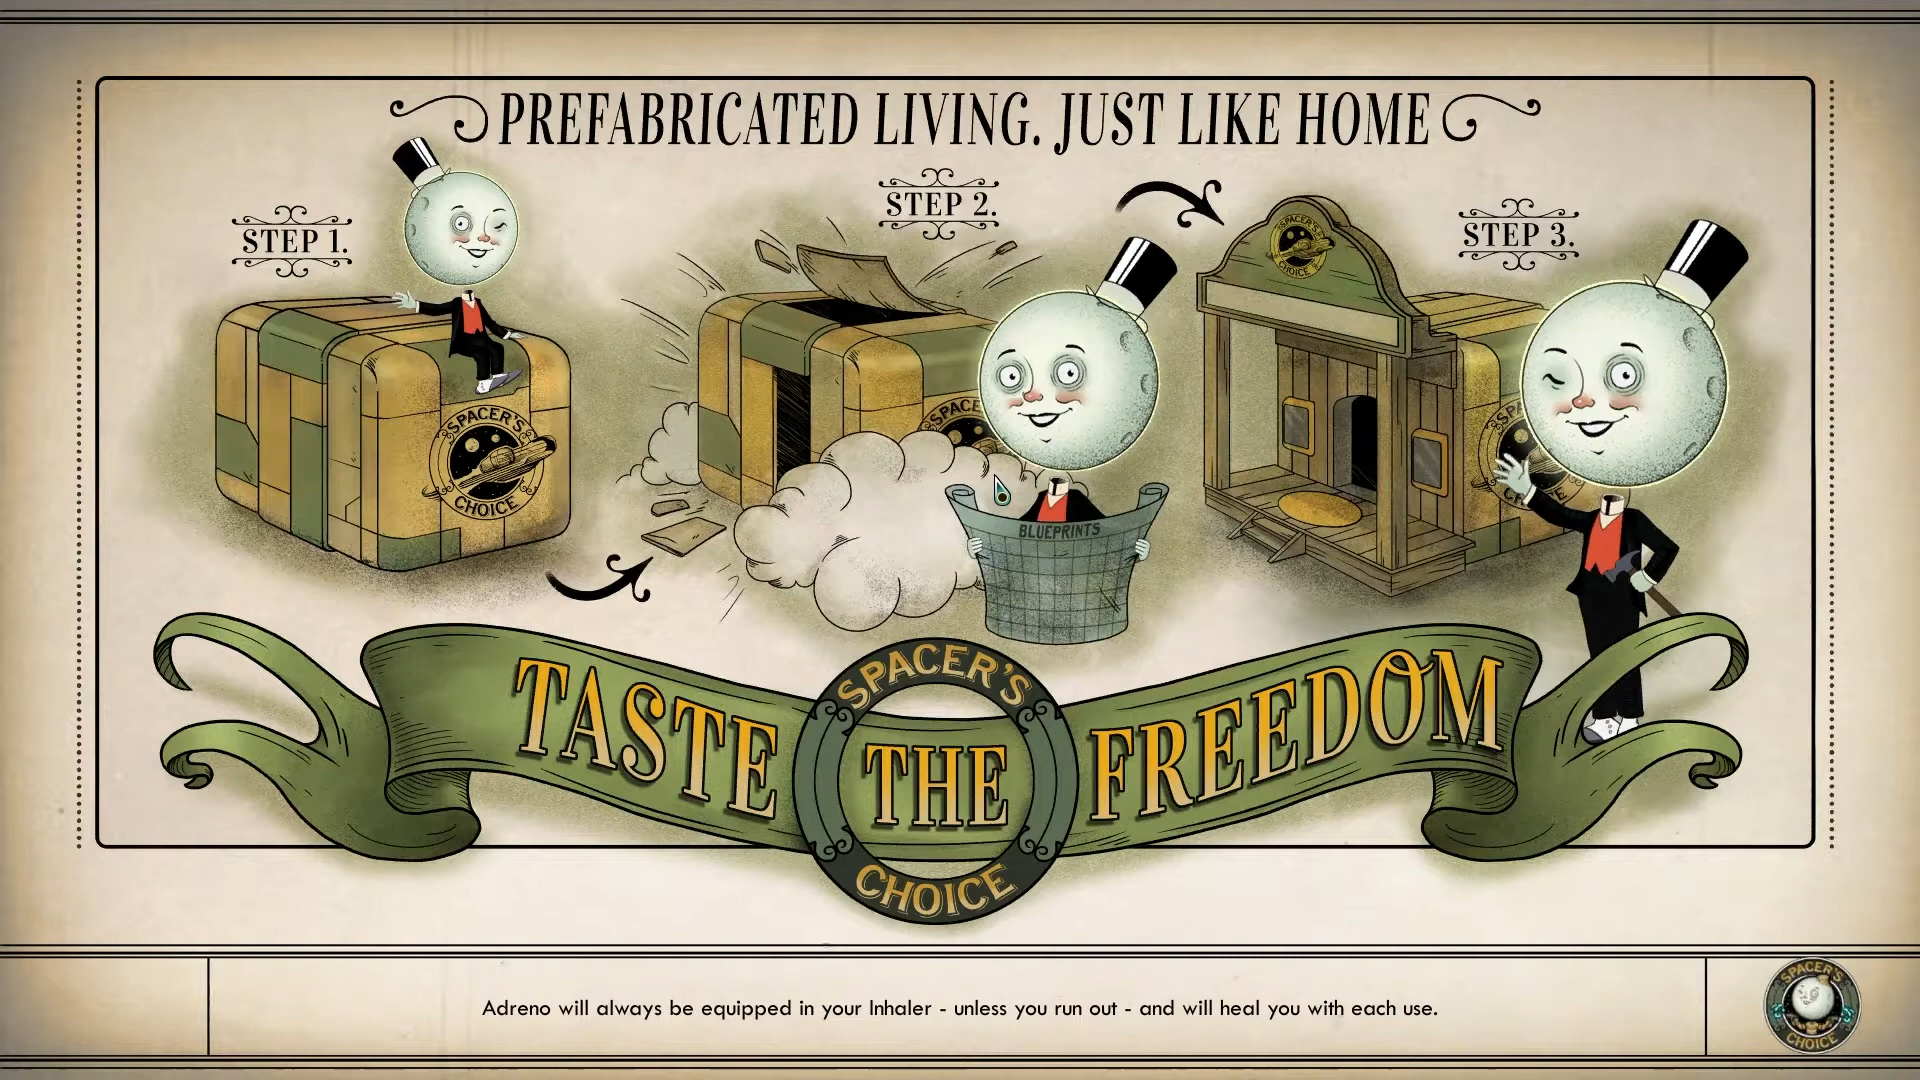 PREFABRICATED LIVING. JUST LIKE HOME
STEP 1.
STEP 2.
STEP 3.
SPACER'S
CHOICE
SPACE
SPACER'S
CHOICE
BLUEPRINTS
SPACER'S
TASTE THE FREEDOM
CHOICE
Adreno will always be equipped in your Inhaler - unless you run out - and will heal you with each use.
SPACER'S
CHOICE